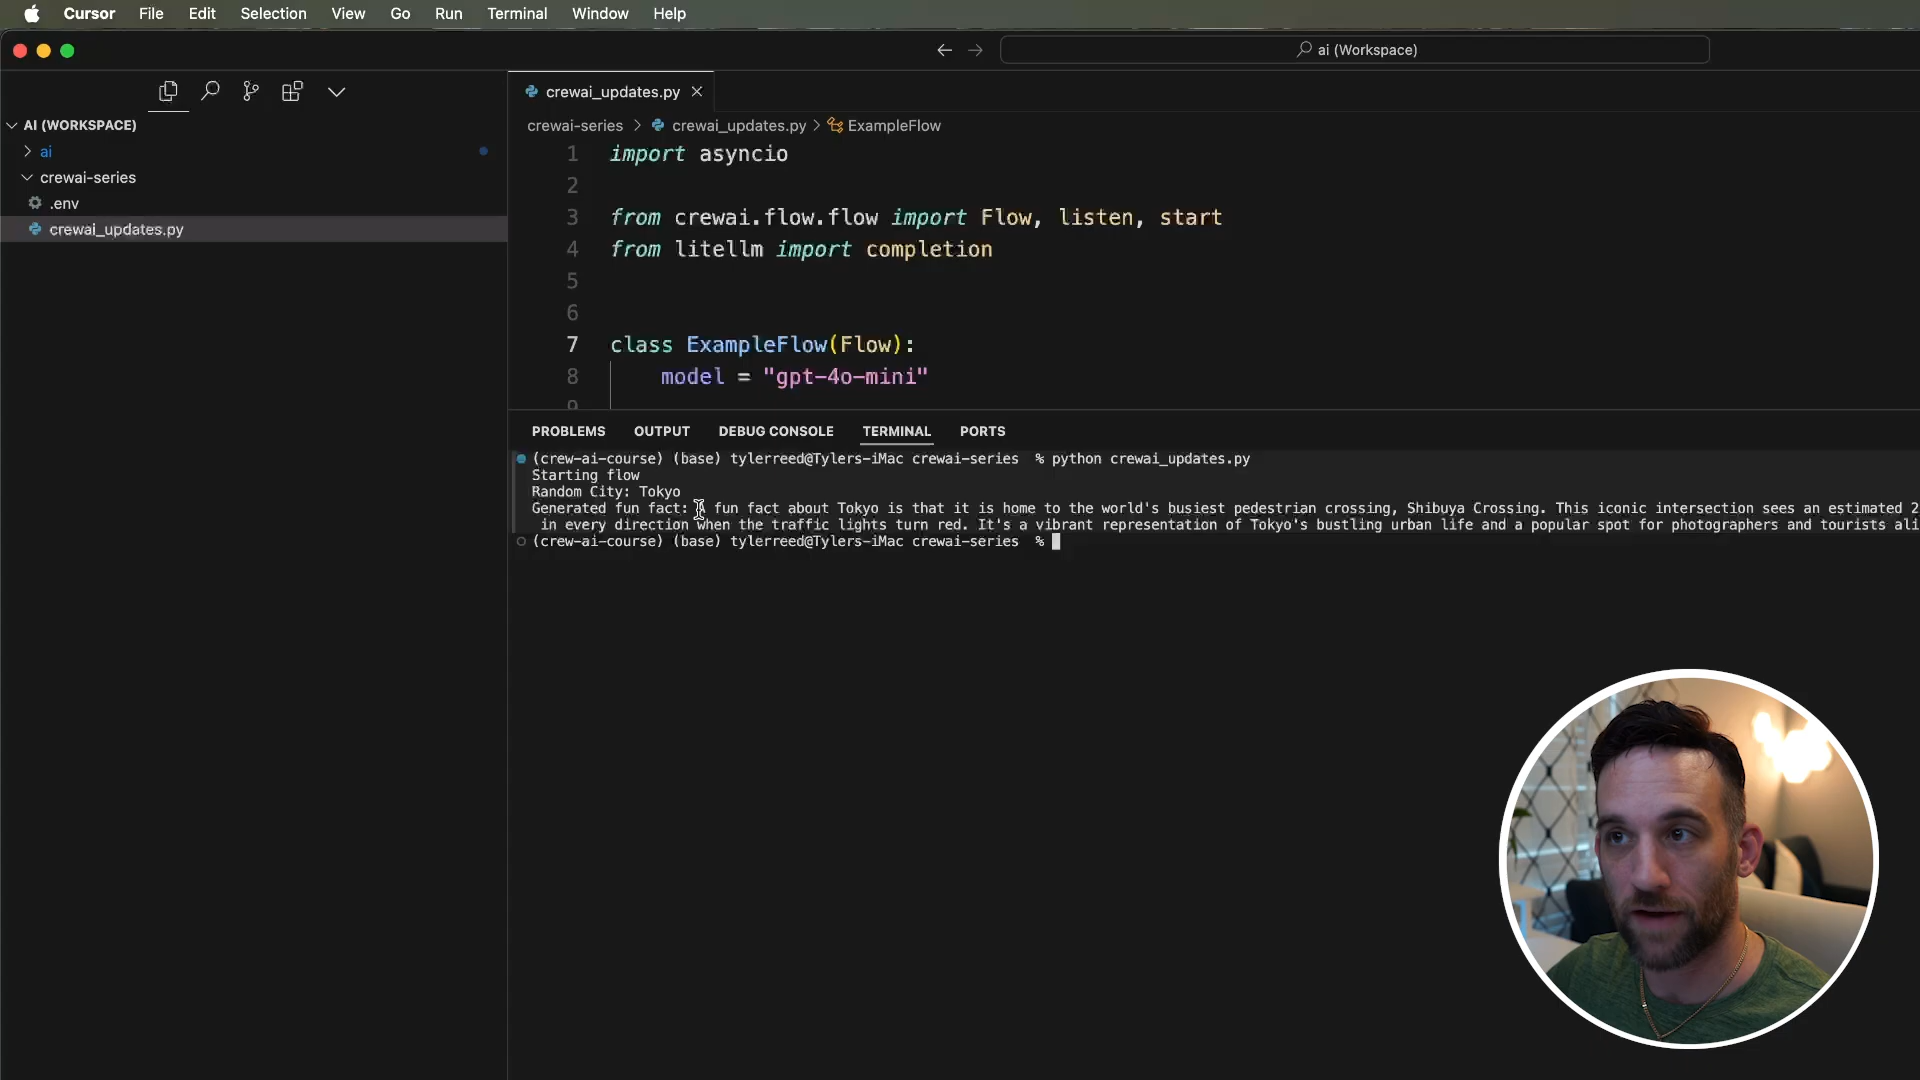 Cursor File Edit Selection View Go Run Terminal Window Help
ai (Workspace)
crewai_updates.py
AI (WORKSPACE)
crewai-series > crewai_updates.py > ExampleFlow
ai
crewai-series
.env
crewai_updates.py
1 import asyncio
2
3 from crewai.flow.flow import Flow, listen, start
4 from litellm import completion
5
6
7 class ExampleFlow(Flow):
8 model = "gpt-4o-mini"
9
PROBLEMS OUTPUT DEBUG CONSOLE TERMINAL PORTS
(crew-ai-course) (base) tylerreed@Tylers-iMac crewai-series % python crewai_updates.py
Starting flow
Random City: Tokyo
Generated fun fact: A fun fact about Tokyo is that it is home to the world's busiest pedestrian crossing, Shibuya Crossing. This iconic intersection sees an estimated 2
in every direction when the traffic lights turn red. It's a vibrant representation of Tokyo's bustling urban life and a popular spot for photographers and tourists ali
(crew-ai-course) (base) tylerreed@Tylers-iMac crewai-series %